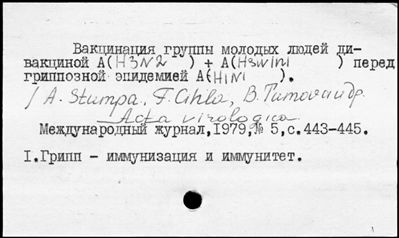 Вакцинация группы молодых людей ди-
вакциной А(H3N2) + А(Hsw1N1) перед
гриппозной эпидемией А(H1N1).
/ A. Stumpa, F. Cihla, B. Tumova и др.
Acta virologica.
Международный журнал, 1979, № 5, с. 443-445.
I. Грипп - иммунизация и иммунитет.